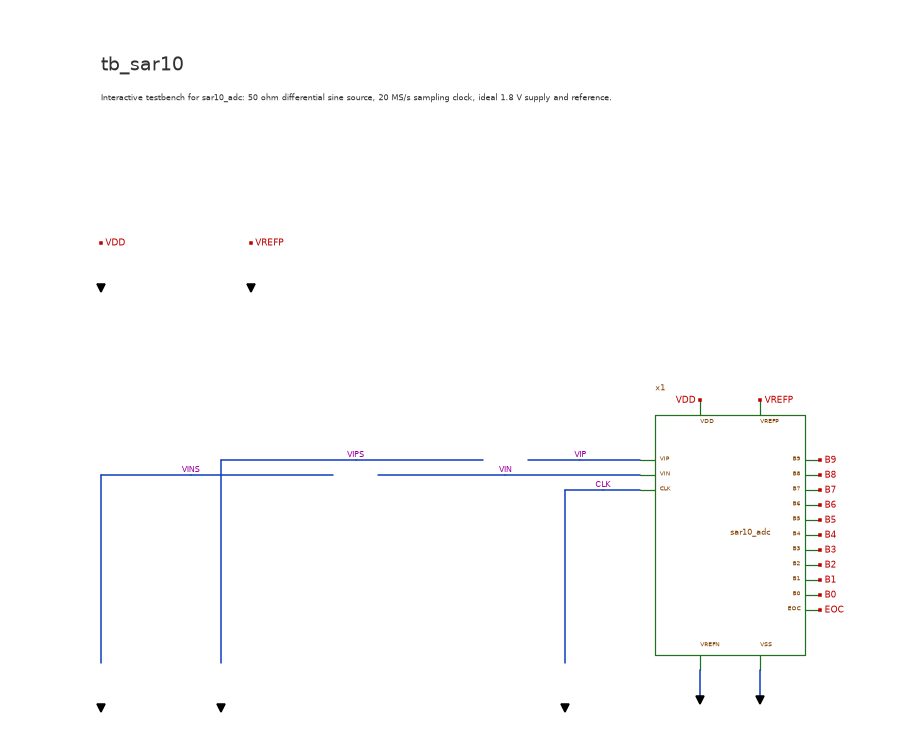 tb_sar10
Interactive testbench for sar10_adc: 50 ohm differential sine source, 20 MS/s sampling clock, ideal 1.8 V supply and reference.
VDD VREFP
x1
VDD VREFP
VDD VREFP
VIPS VIP VIP B9 B9
VINS VIN VIN B8 B8
CLK CLK B7 B7
B6 B6
B5 B5
sar10_adc B4 B4
B3 B3
B2 B2
B1 B1
B0 B0
EOC EOC
VREFN VSS